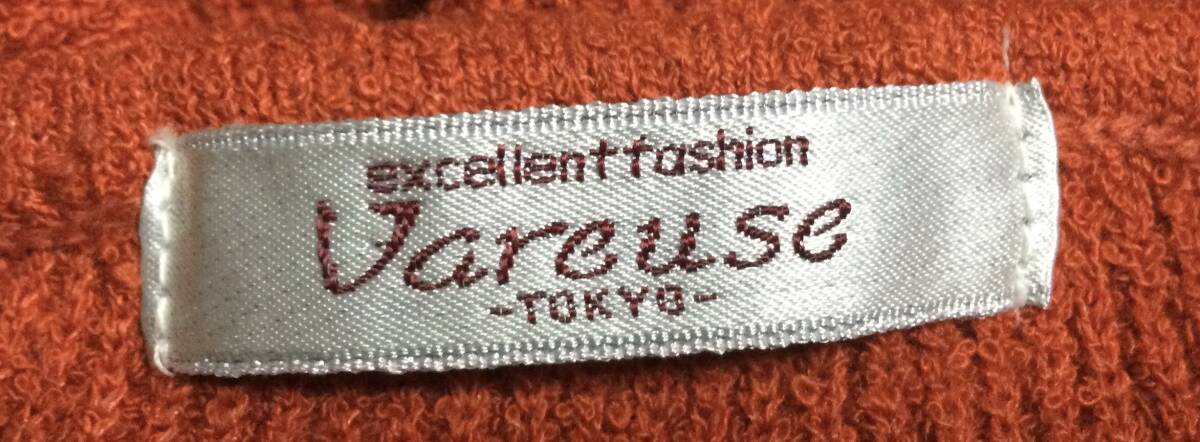 excellent fashion
Vareuse
-TOKYO-